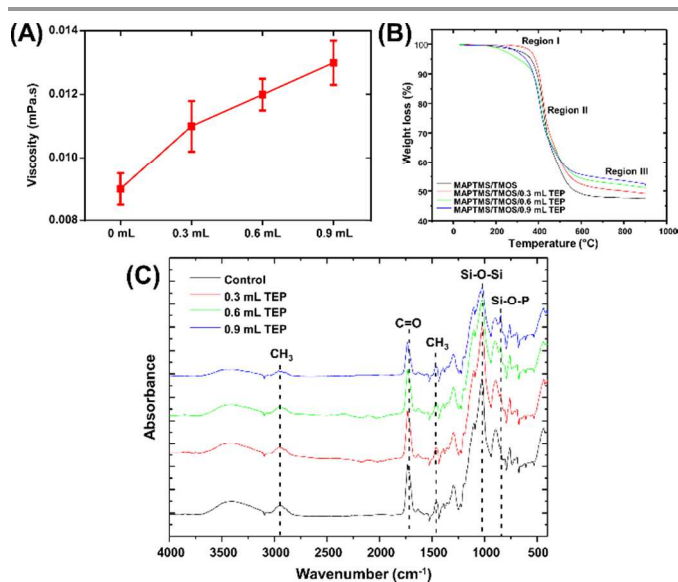 (A)
0.014
0.012
0.010
0.008
Viscosity (mPa.s)
0 mL 0.3 mL 0.6 mL 0.9 mL
(B)
100
90
80
70
60
50
40
Weight loss (%)
Region I
Region II
Region III
MAPTMS/TMOS
MAPTMS/TMOS/0.3 mL TEP
MAPTMS/TMOS/0.6 mL TEP
MAPTMS/TMOS/0.9 mL TEP
0 200 400 600 800 1000
Temperature (°C)
(C)
Control
0.3 mL TEP
0.6 mL TEP
0.9 mL TEP
CH₃
C=O
CH₃
Si-O-Si
Si-O-P
Absorbance
4000 3500 3000 2500 2000 1500 1000 500
Wavenumber (cm⁻¹)